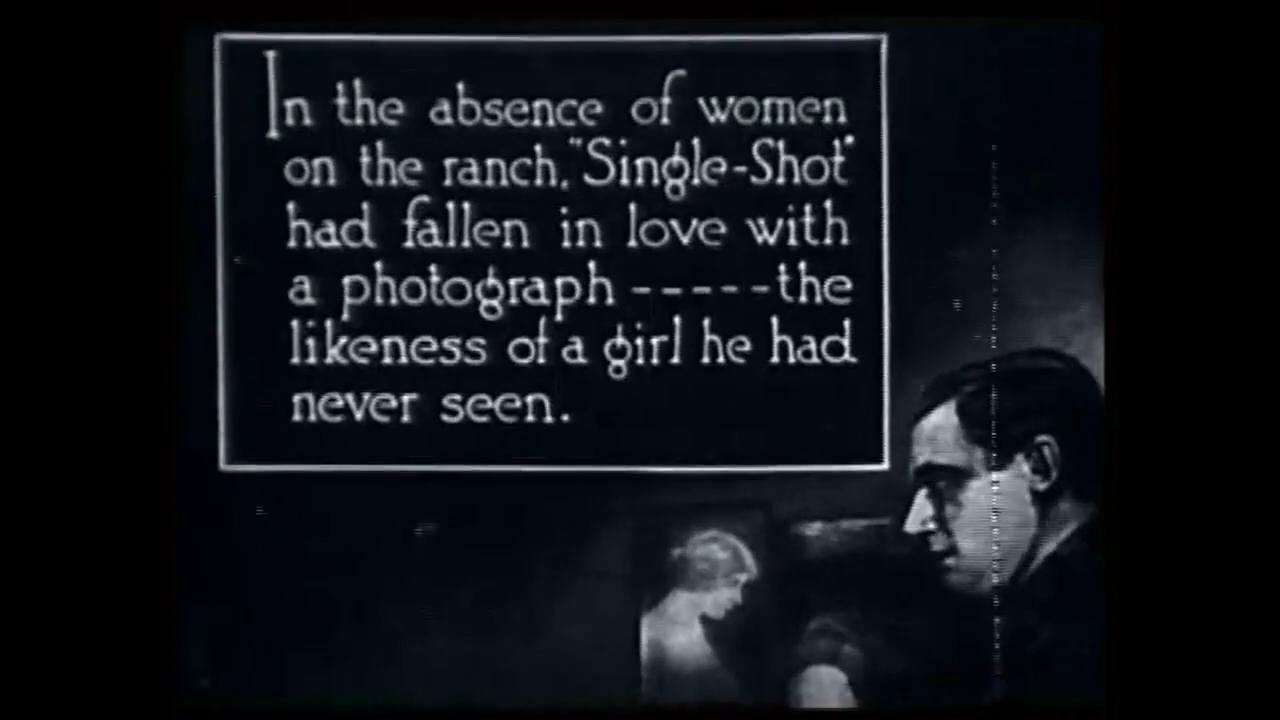 In the absence of women
on the ranch, "Single-Shot"
had fallen in love with
a photograph -----the
likeness of a girl he had
never seen.